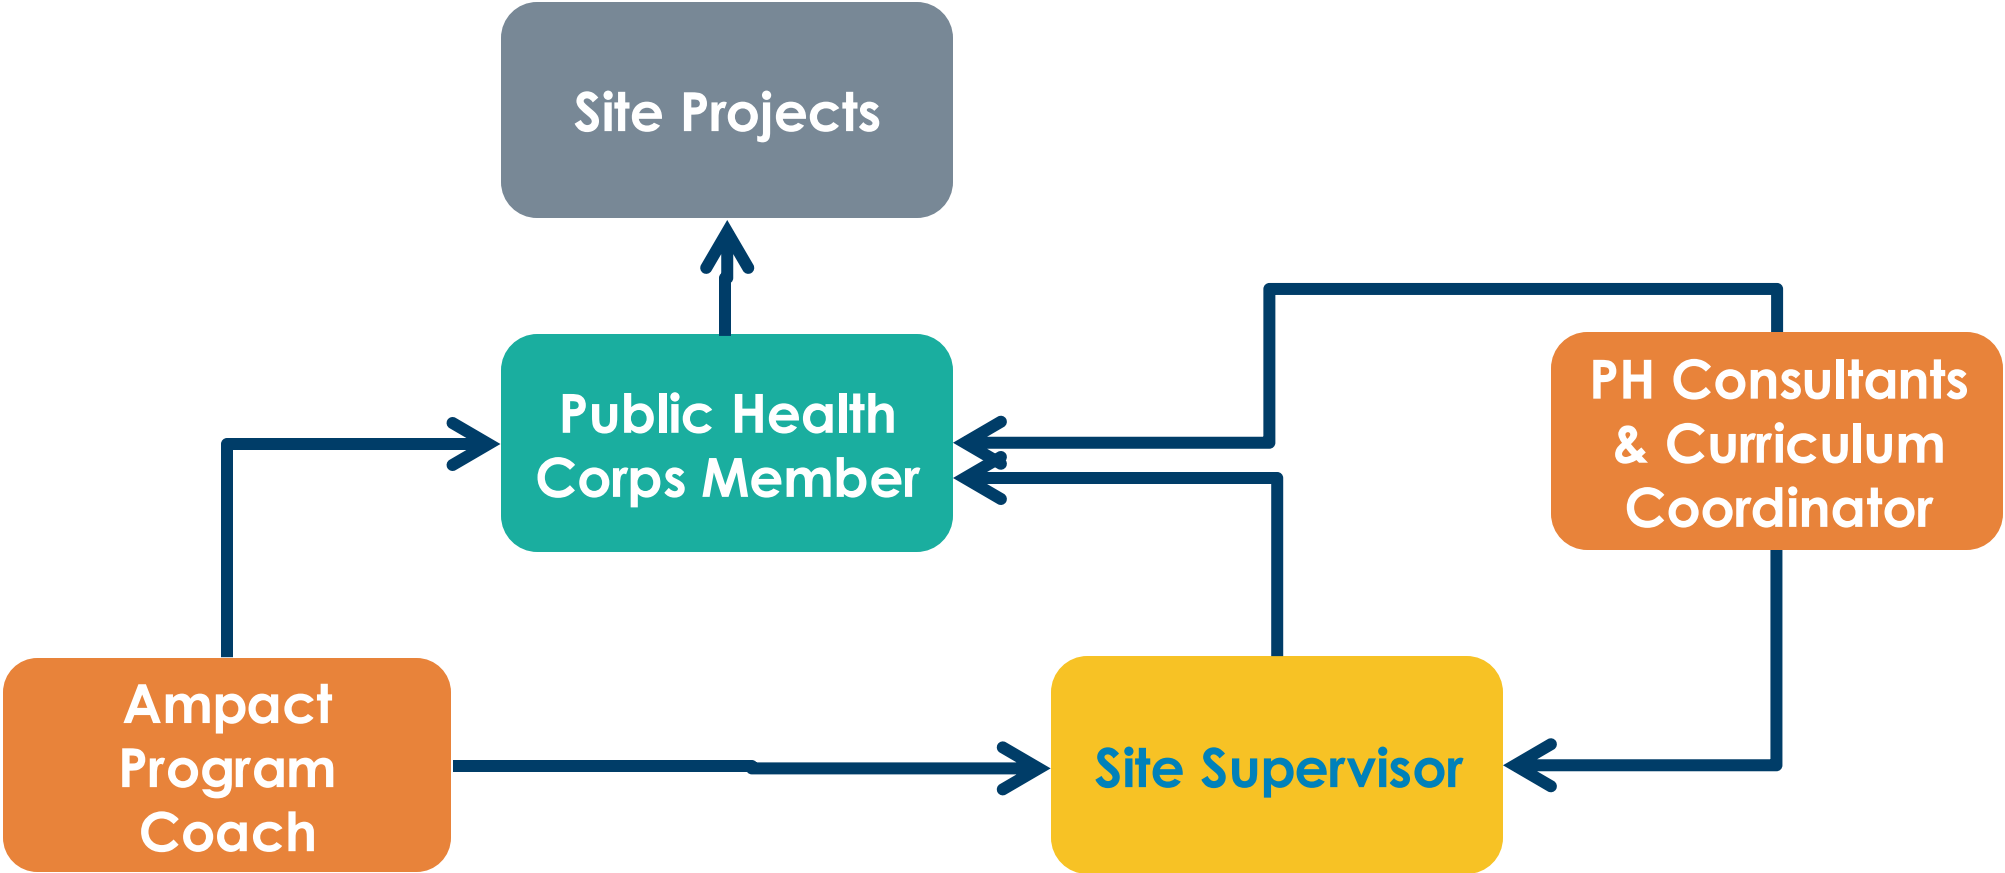 Site Projects
Public Health
Corps Member
PH Consultants
& Curriculum
Coordinator
Ampact
Program
Coach
Site Supervisor